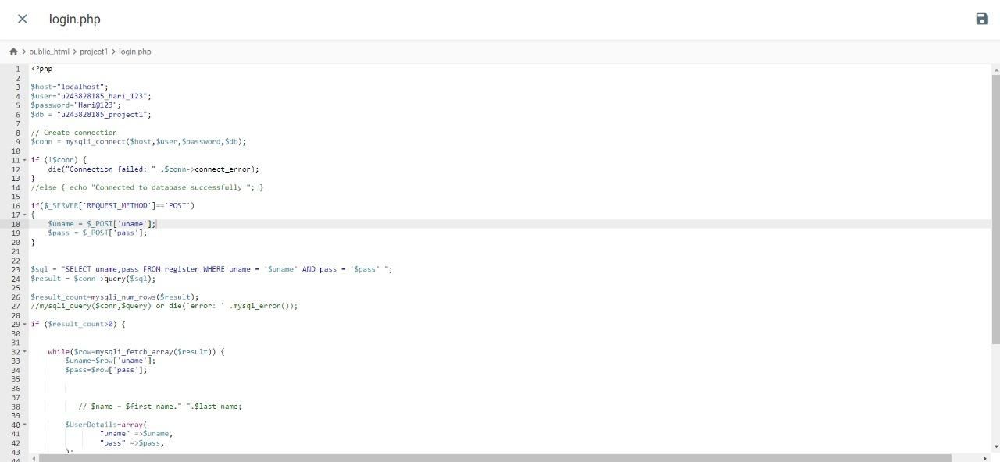 login.php
public_html > project1 > login.php
1 <?php
2
3 $host="localhost";
4 $user="u243828185_hari_123";
5 $password="Hari@123";
6 $db = "u243828185_project1";
7
8 // Create connection
9 $conn = mysqli_connect($host,$user,$password,$db);
10
11 if (!$conn) {
12 die("Connection failed: " .$conn->connect_error);
13 }
14 //else { echo "Connected to database successfully "; }
15
16 if($_SERVER['REQUEST_METHOD']=='POST')
17 {
18 $uname = $_POST['uname'];
19 $pass = $_POST['pass'];
20 }
21
22
23 $sql = "SELECT uname,pass FROM register WHERE uname = '$uname' AND pass = '$pass' ";
24 $result = $conn->query($sql);
25
26 $result_count=mysqli_num_rows($result);
27 //mysqli_query($conn,$query) or die('error: ' .mysql_error());
28
29 if ($result_count>0) {
30
31
32 while($row=mysqli_fetch_array($result)) {
33 $uname=$row['uname'];
34 $pass=$row['pass'];
35
36
37
38 // $name = $first_name." ".$last_name;
39
40 $UserDetails=array(
41 "uname" =>$uname,
42 "pass" =>$pass,
43 );
44